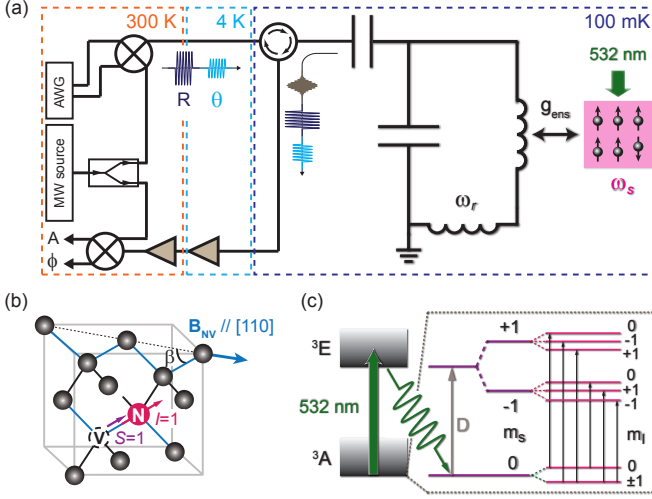 (a)
300 K
4 K
100 mK
AWG
MW source
R
θ
A
ϕ
ω_r
g_ens
532 nm
ω_s
(b)
B_NV // [110]
β
N
I=1
V
S=1
(c)
³E
532 nm
³A
D
+1
-1
m_s
0
0
-1
+1
0
+1
-1
m_I
0
±1